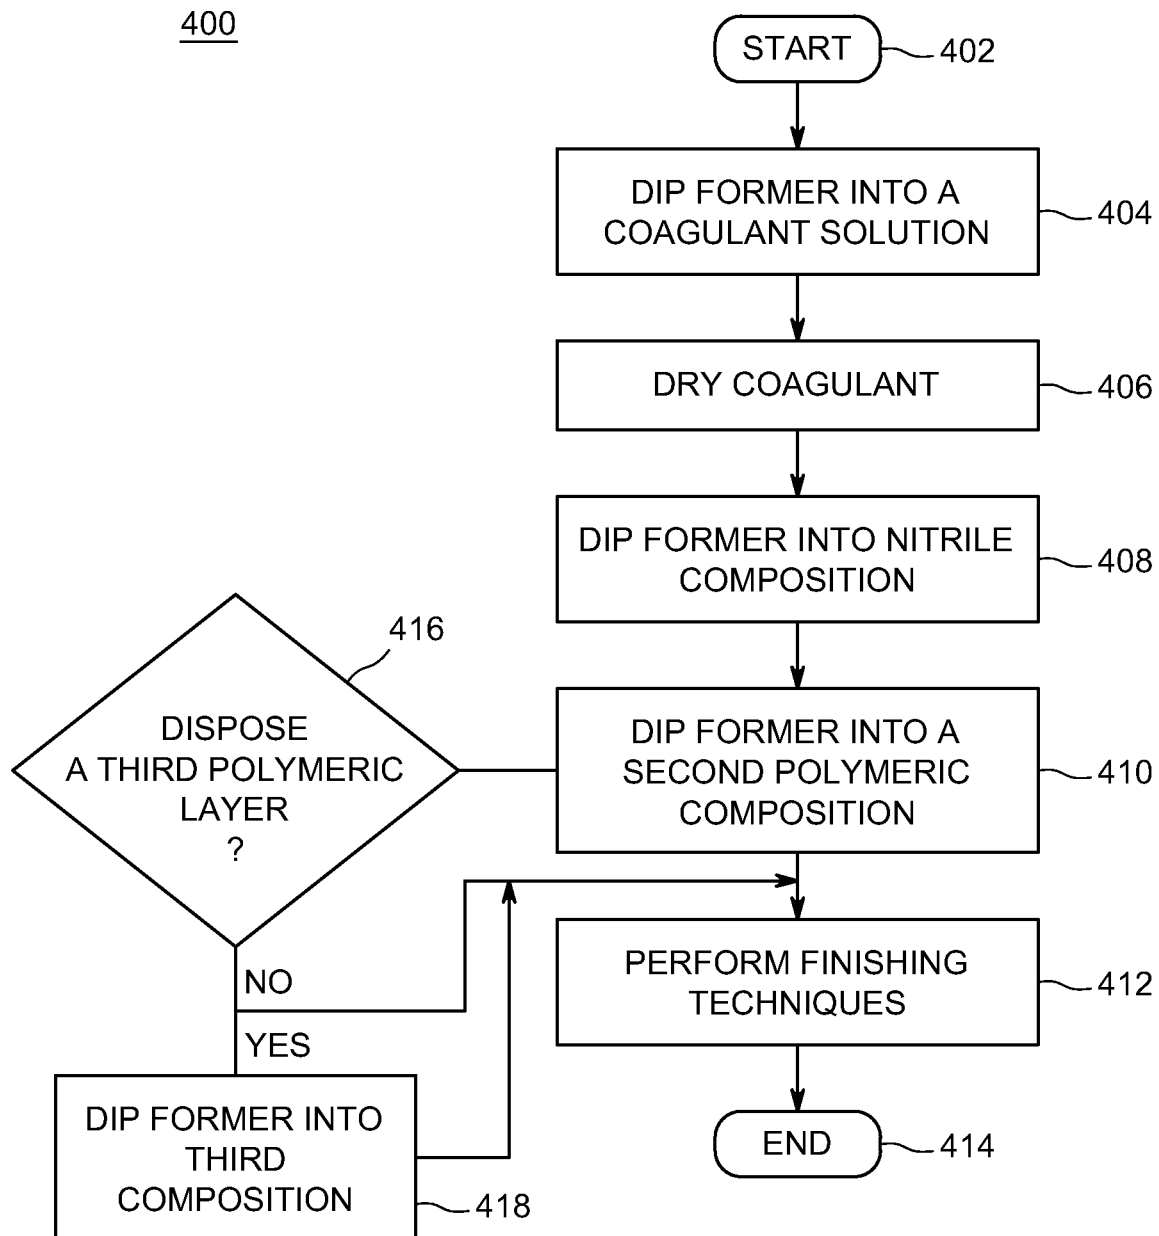 400
START
402
DIP FORMER INTO A
COAGULANT SOLUTION
404
DRY COAGULANT
406
DIP FORMER INTO NITRILE
COMPOSITION
408
416
DISPOSE
A THIRD POLYMERIC
LAYER
?
DIP FORMER INTO A
SECOND POLYMERIC
COMPOSITION
410
NO
YES
PERFORM FINISHING
TECHNIQUES
412
DIP FORMER INTO
THIRD
COMPOSITION
418
END
414